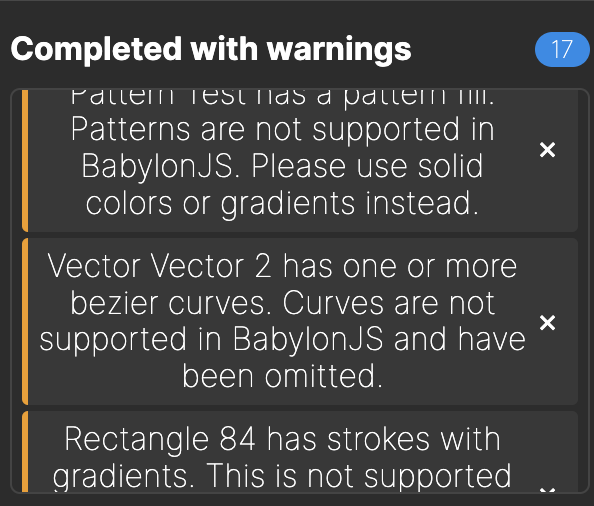 Completed with warnings
17
Pattern Test has a pattern fill.
Patterns are not supported in
BabylonJS. Please use solid
colors or gradients instead.
Vector Vector 2 has one or more
bezier curves. Curves are not
supported in BabylonJS and have
been omitted.
Rectangle 84 has strokes with
gradients. This is not supported